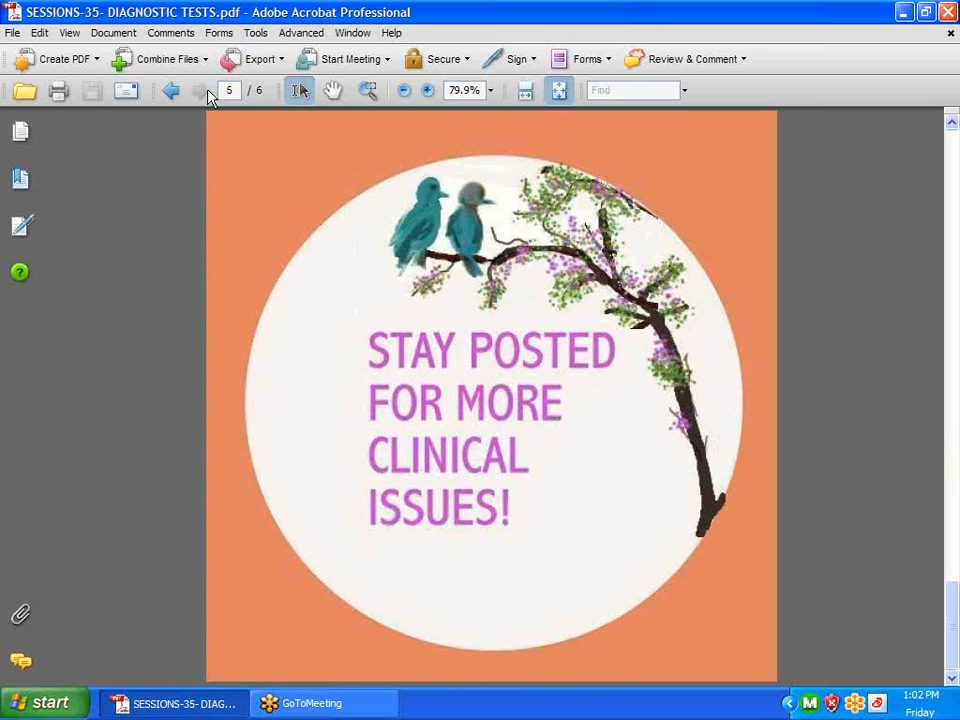 SESSIONS-35- DIAGNOSTIC TESTS.pdf - Adobe Acrobat Professional
File Edit View Document Comments Forms Tools Advanced Window Help
Create PDF Combine Files Export Start Meeting Secure Sign Forms Review & Comment
5 / 6 79.9% Find
STAY POSTED
FOR MORE
CLINICAL
ISSUES!
start SESSIONS-35- DIAG... GoToMeeting 1:02 PM
Friday